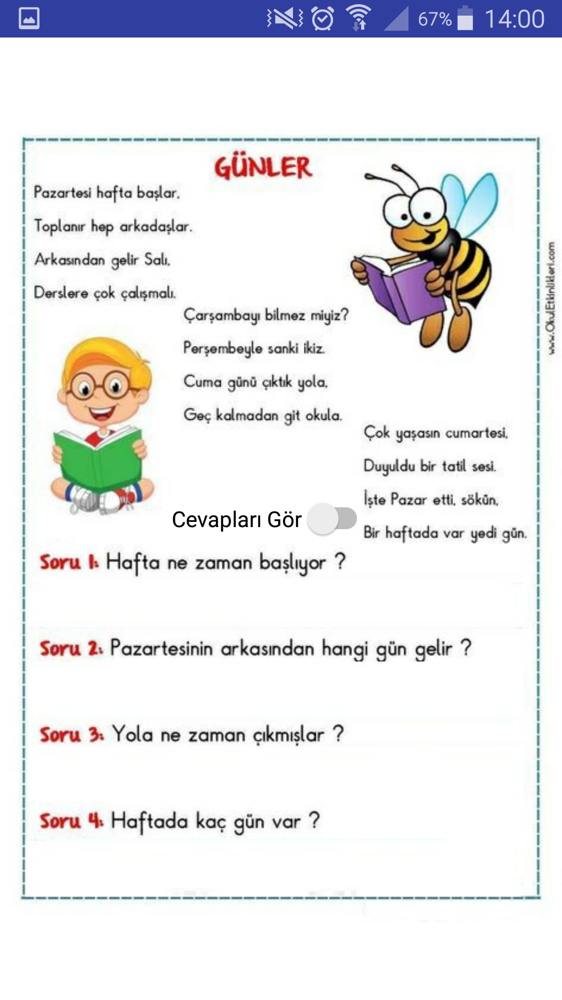 67% 14:00
GÜNLER
Pazartesi hafta başlar,
Toplanır hep arkadaşlar.
Arkasından gelir Salı,
Derslere çok çalışmalı.
Çarşambayı bilmez miyiz?
Perşembeyle sanki ikiz.
Cuma günü çıktık yola,
Geç kalmadan git okula.
Çok yaşasın cumartesi,
Duyuldu bir tatil sesi.
İşte Pazar etti, sökün,
Bir haftada var yedi gün.
www.OkulEtkinlikleri.com
Cevapları Gör
Soru 1: Hafta ne zaman başlıyor ?
Soru 2: Pazartesinin arkasından hangi gün gelir ?
Soru 3: Yola ne zaman çıkmışlar ?
Soru 4: Haftada kaç gün var ?